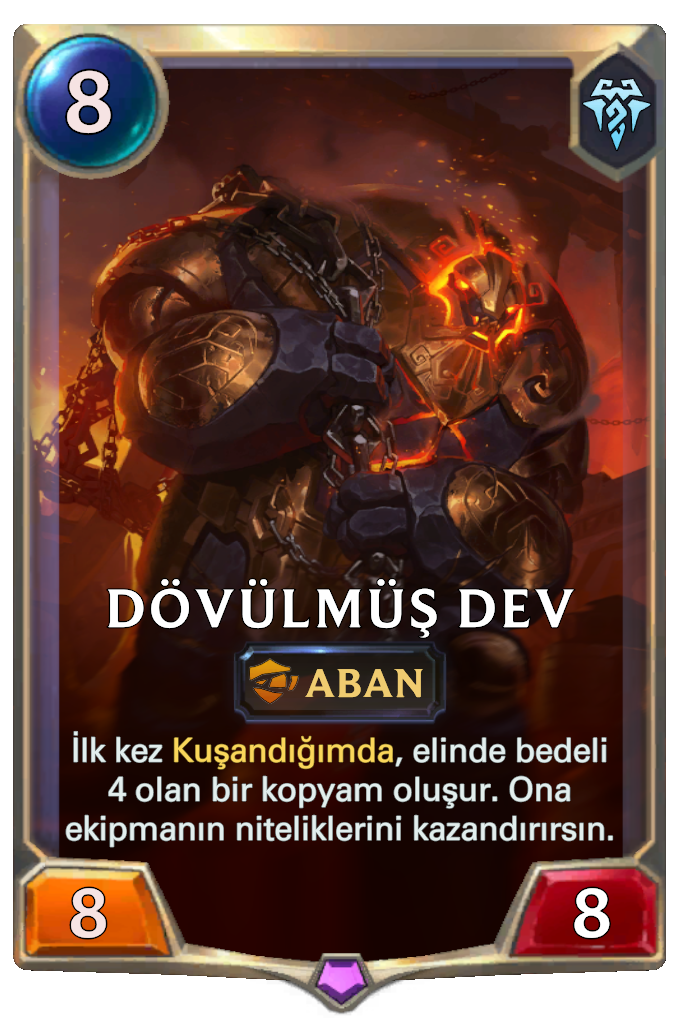 8
DÖVÜLMÜŞ DEV
ABAN
İlk kez Kuşandığımda, elinde bedeli
4 olan bir kopyam oluşur. Ona
ekipmanın niteliklerini kazandırırsın.
8
8